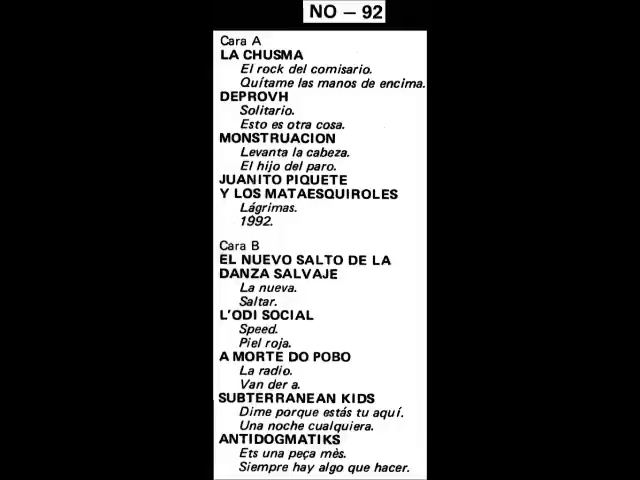 NO – 92
Cara A
LA CHUSMA
El rock del comisario.
Quítame las manos de encima.
DEPROVH
Solitario.
Esto es otra cosa.
MONSTRUACION
Levanta la cabeza.
El hijo del paro.
JUANITO PIQUETE
Y LOS MATAESQUIROLES
Lágrimas.
1992.
Cara B
EL NUEVO SALTO DE LA
DANZA SALVAJE
La nueva.
Saltar.
L'ODI SOCIAL
Speed.
Piel roja.
A MORTE DO POBO
La radio.
Van der a.
SUBTERRANEAN KIDS
Dime porque estás tu aquí.
Una noche cualquiera.
ANTIDOGMATIKS
Ets una peça mès.
Siempre hay algo que hacer.